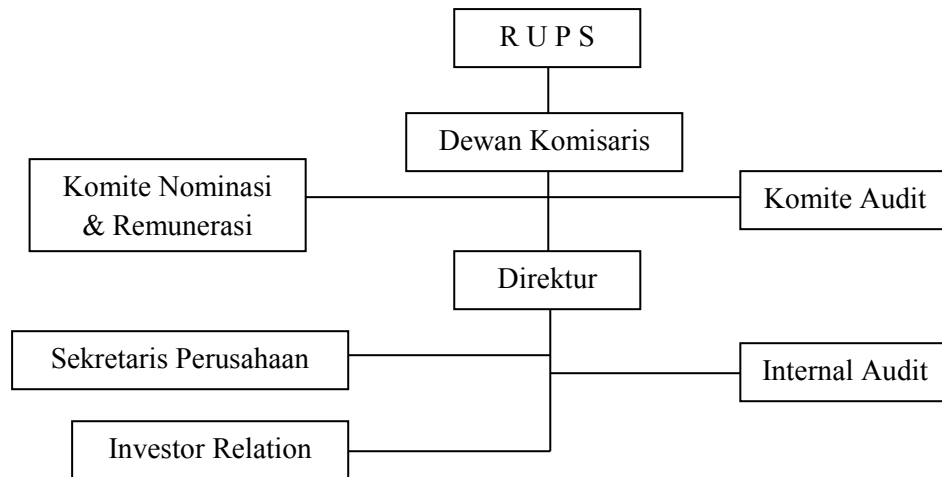 R U P S
Dewan Komisaris
Komite Nominasi
& Remunerasi
Komite Audit
Direktur
Sekretaris Perusahaan
Internal Audit
Investor Relation